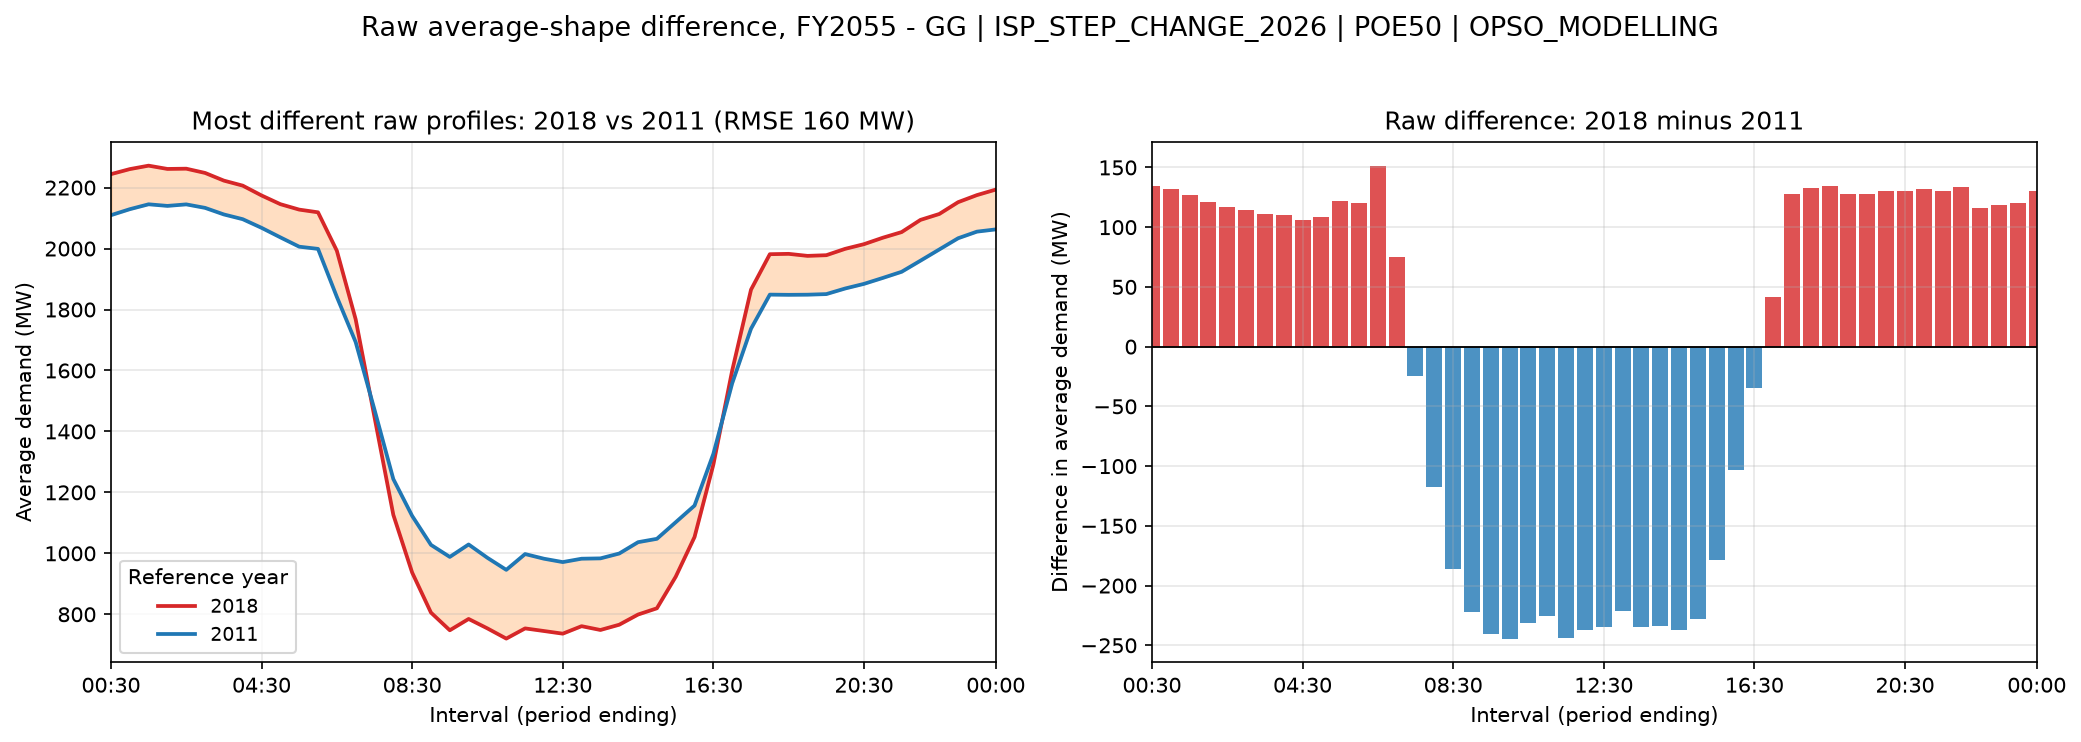 Raw average-shape difference, FY2055 - GG | ISP_STEP_CHANGE_2026 | POE50 | OPSO_MODELLING
Most different raw profiles: 2018 vs 2011 (RMSE 160 MW)
Average demand (MW)
2200
2000
1800
1600
1400
1200
1000
800
Reference year
2018
2011
00:30 04:30 08:30 12:30 16:30 20:30 00:00
Interval (period ending)
Raw difference: 2018 minus 2011
Difference in average demand (MW)
150
100
50
0
−50
−100
−150
−200
−250
00:30 04:30 08:30 12:30 16:30 20:30 00:00
Interval (period ending)